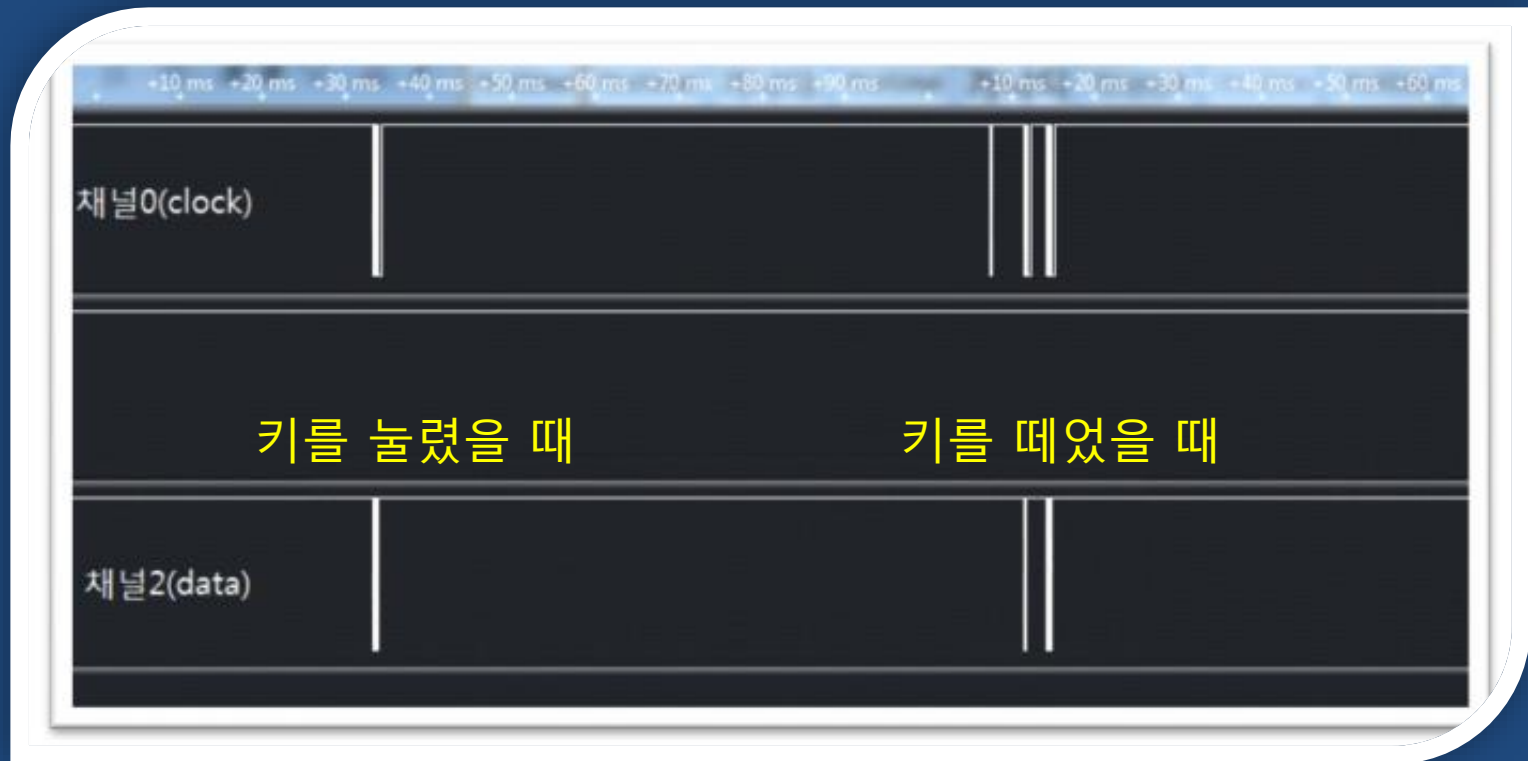 +10 ms +20 ms +30 ms +40 ms +50 ms +60 ms +70 ms +80 ms +90 ms +10 ms +20 ms +30 ms +40 ms +50 ms +60 ms
채널0(clock)
키를 눌렸을 때 키를 떼었을 때
채널2(data)